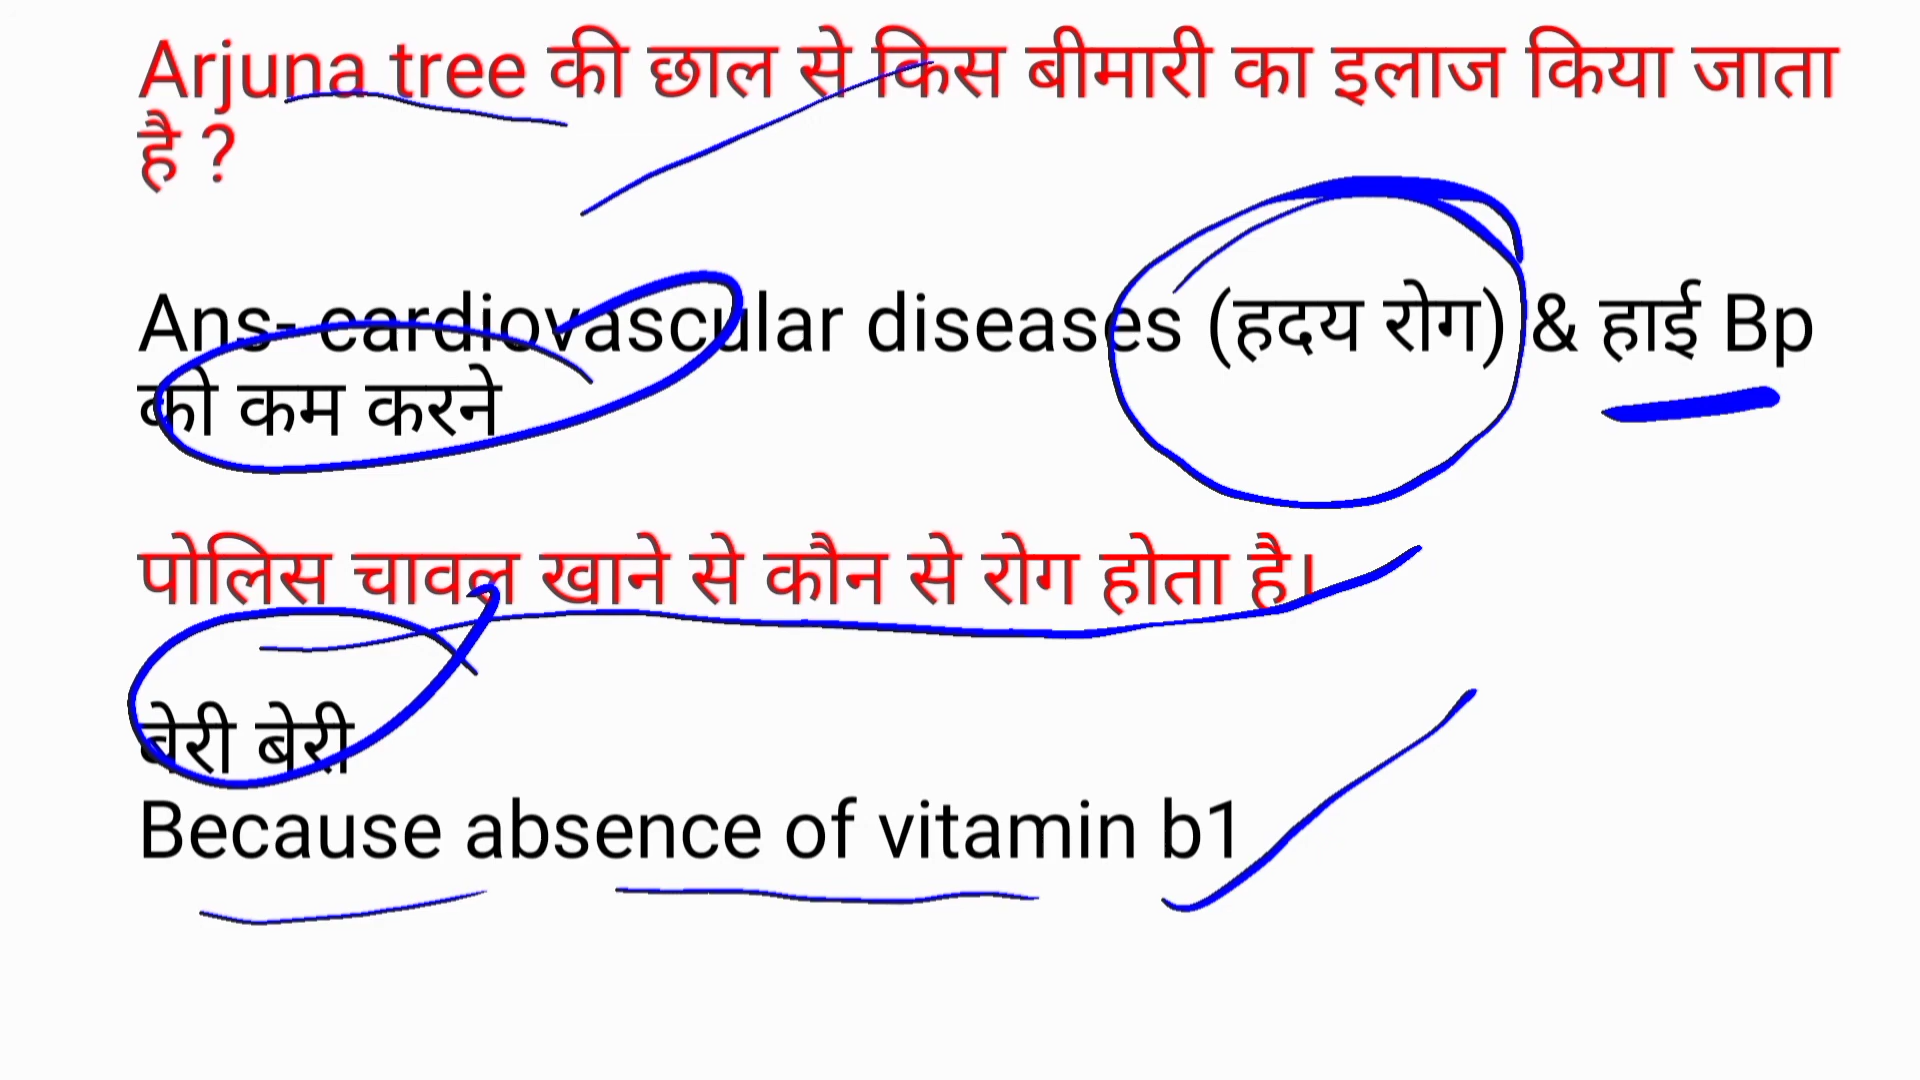 Arjuna tree की छाल से किस बीमारी का इलाज किया जाता
है ?
Ans- cardiovascular diseases (हदय रोग) & हाई Bp
को कम करने
पोलिस चावल खाने से कौन से रोग होता है।
बेरी बेरी
Because absence of vitamin b1